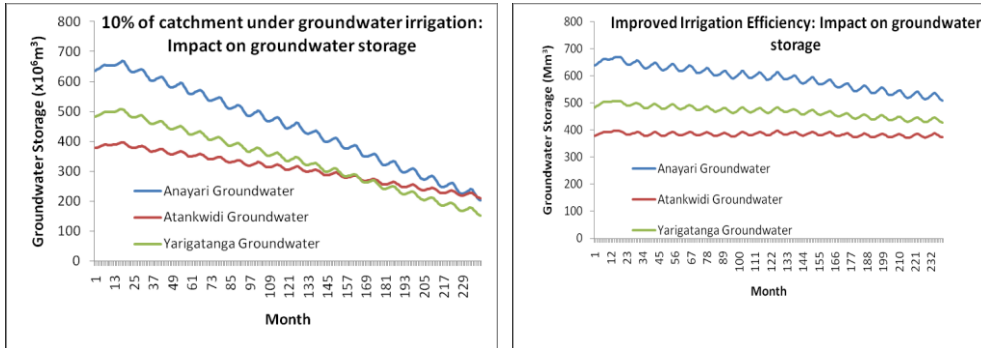 10% of catchment under groundwater irrigation:
Impact on groundwater storage
Groundwater Storage (x10⁶m³)
800
700
600
500
400
300
200
100
0
Anayari Groundwater
Atankwidi Groundwater
Yarigatanga Groundwater
1 13 25 37 49 61 73 85 97 109 121 133 145 157 169 181 193 205 217 229
Month
Improved Irrigation Efficiency: Impact on groundwater
storage
Groundwater Storage (Mm³)
700
600
500
400
300
200
100
0
Anayari Groundwater
Atankwidi Groundwater
Yarigatanga Groundwater
1 12 23 34 45 56 67 78 89 100 111 122 133 144 155 166 177 188 199 210 221 232
Month